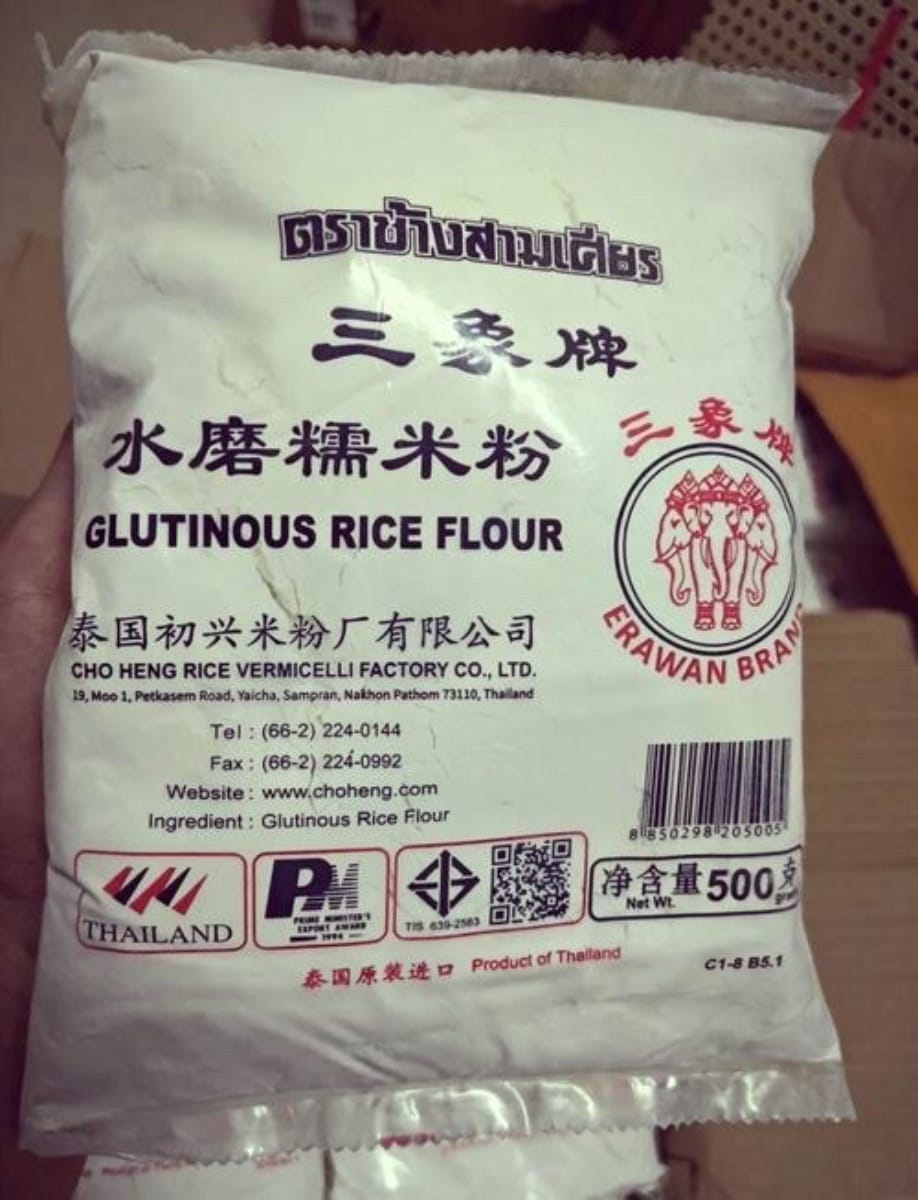 ตราช้างสามเศียร
三象牌
水磨糯米粉
GLUTINOUS RICE FLOUR
三象牌
ERAWAN BRAND
泰国初兴米粉厂有限公司
CHO HENG RICE VERMICELLI FACTORY CO., LTD.
19, Moo 1, Petkasem Road, Yaicha, Sampran, Nakhon Pathom 73110, Thailand
Tel : (66-2) 224-0144
Fax : (66-2) 224-0992
Website : www.choheng.com
Ingredient : Glutinous Rice Flour
8 850298 205005
THAILAND
PM
PRIME MINISTER'S
EXPORT AWARD
1994
TIS 639-2563
净含量 500 克
Net Wt.
泰国原装进口 Product of Thailand
C1-8 B5.1